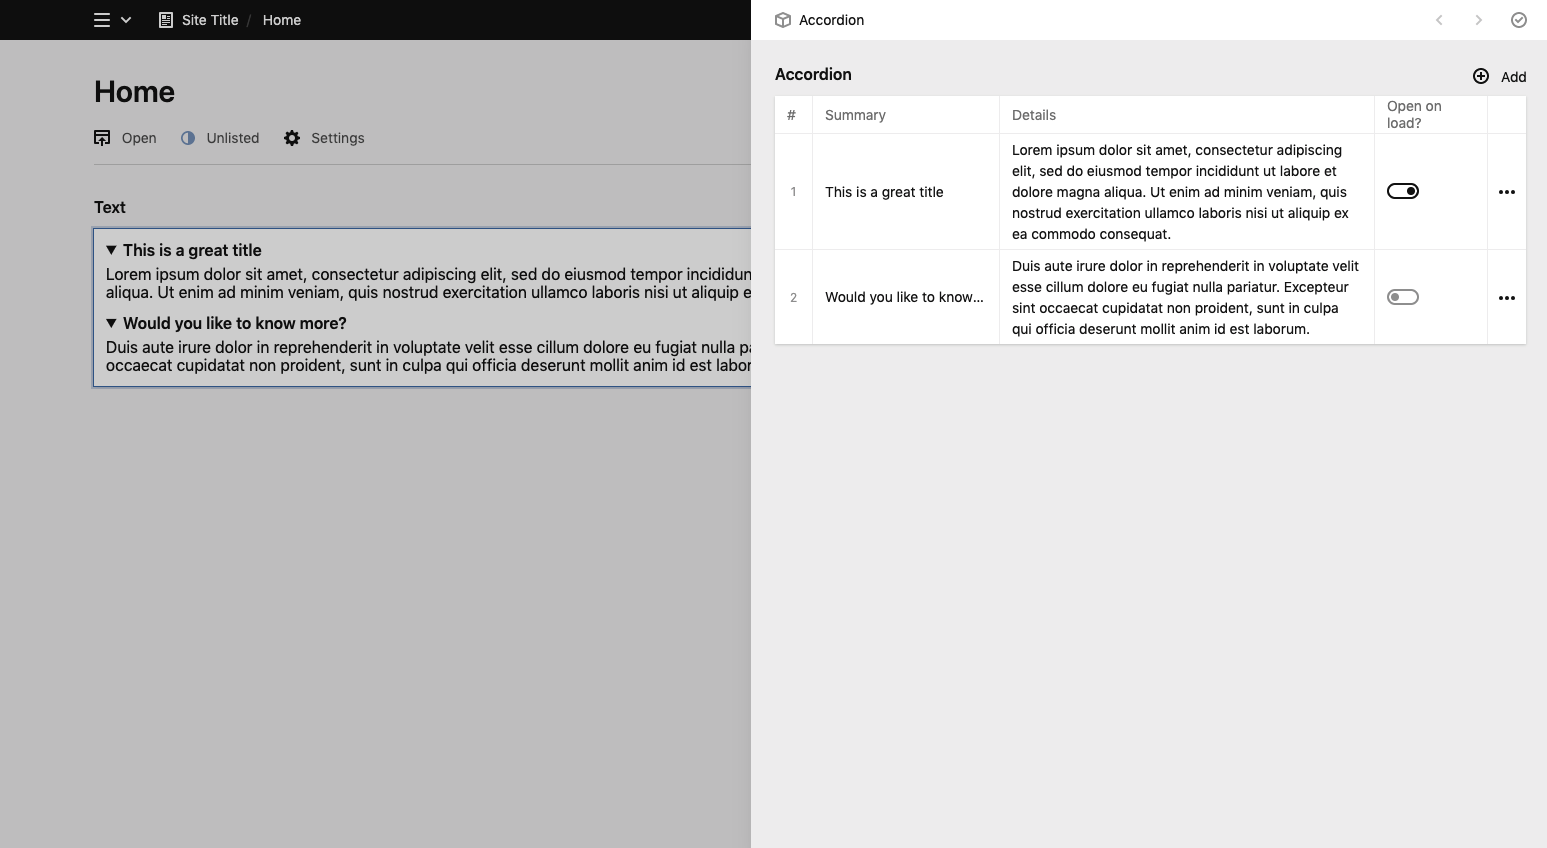 Site Title / Home
Home
Open
Unlisted
Settings
Text
This is a great title
Lorem ipsum dolor sit amet, consectetur adipiscing elit, sed do eiusmod tempor incididun
aliqua. Ut enim ad minim veniam, quis nostrud exercitation ullamco laboris nisi ut aliquip e
Would you like to know more?
Duis aute irure dolor in reprehenderit in voluptate velit esse cillum dolore eu fugiat nulla pa
occaecat cupidatat non proident, sunt in culpa qui officia deserunt mollit anim id est labor
Accordion
Accordion
Add
# Summary Details Open on
load?
1
This is a great title
Lorem ipsum dolor sit amet, consectetur adipiscing
elit, sed do eiusmod tempor incididunt ut labore et
dolore magna aliqua. Ut enim ad minim veniam, quis
nostrud exercitation ullamco laboris nisi ut aliquip ex
ea commodo consequat.
2
Would you like to know...
Duis aute irure dolor in reprehenderit in voluptate velit
esse cillum dolore eu fugiat nulla pariatur. Excepteur
sint occaecat cupidatat non proident, sunt in culpa
qui officia deserunt mollit anim id est laborum.